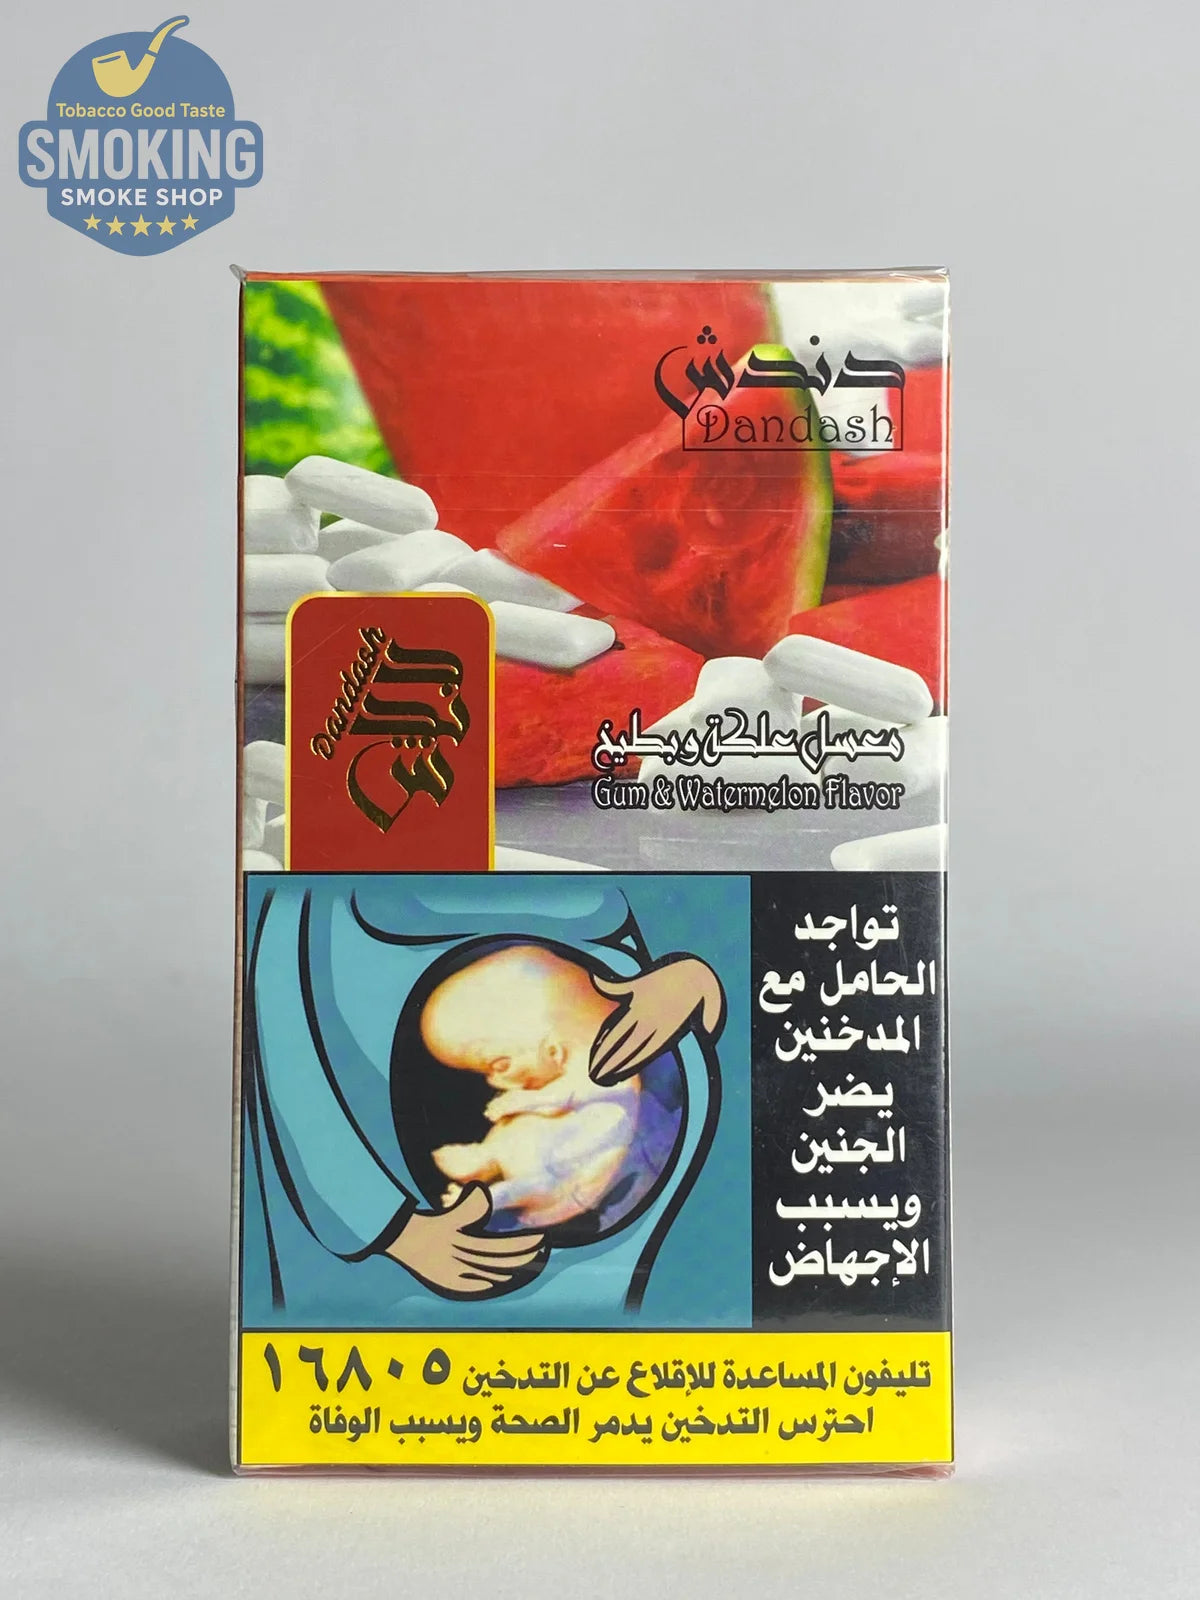 Tobacco Good Taste
SMOKING
SMOKE SHOP
دندش
Dandash
Dandash
دندش
معسل علكة وبطيخ
Gum & Watermelon Flavor
تواجد
الحامل مع
المدخنين
يضر
الجنين
ويسبب
الإجهاض
تليفون المساعدة للإقلاع عن التدخين ١٦٨٠٥
احترس التدخين يدمر الصحة ويسبب الوفاة